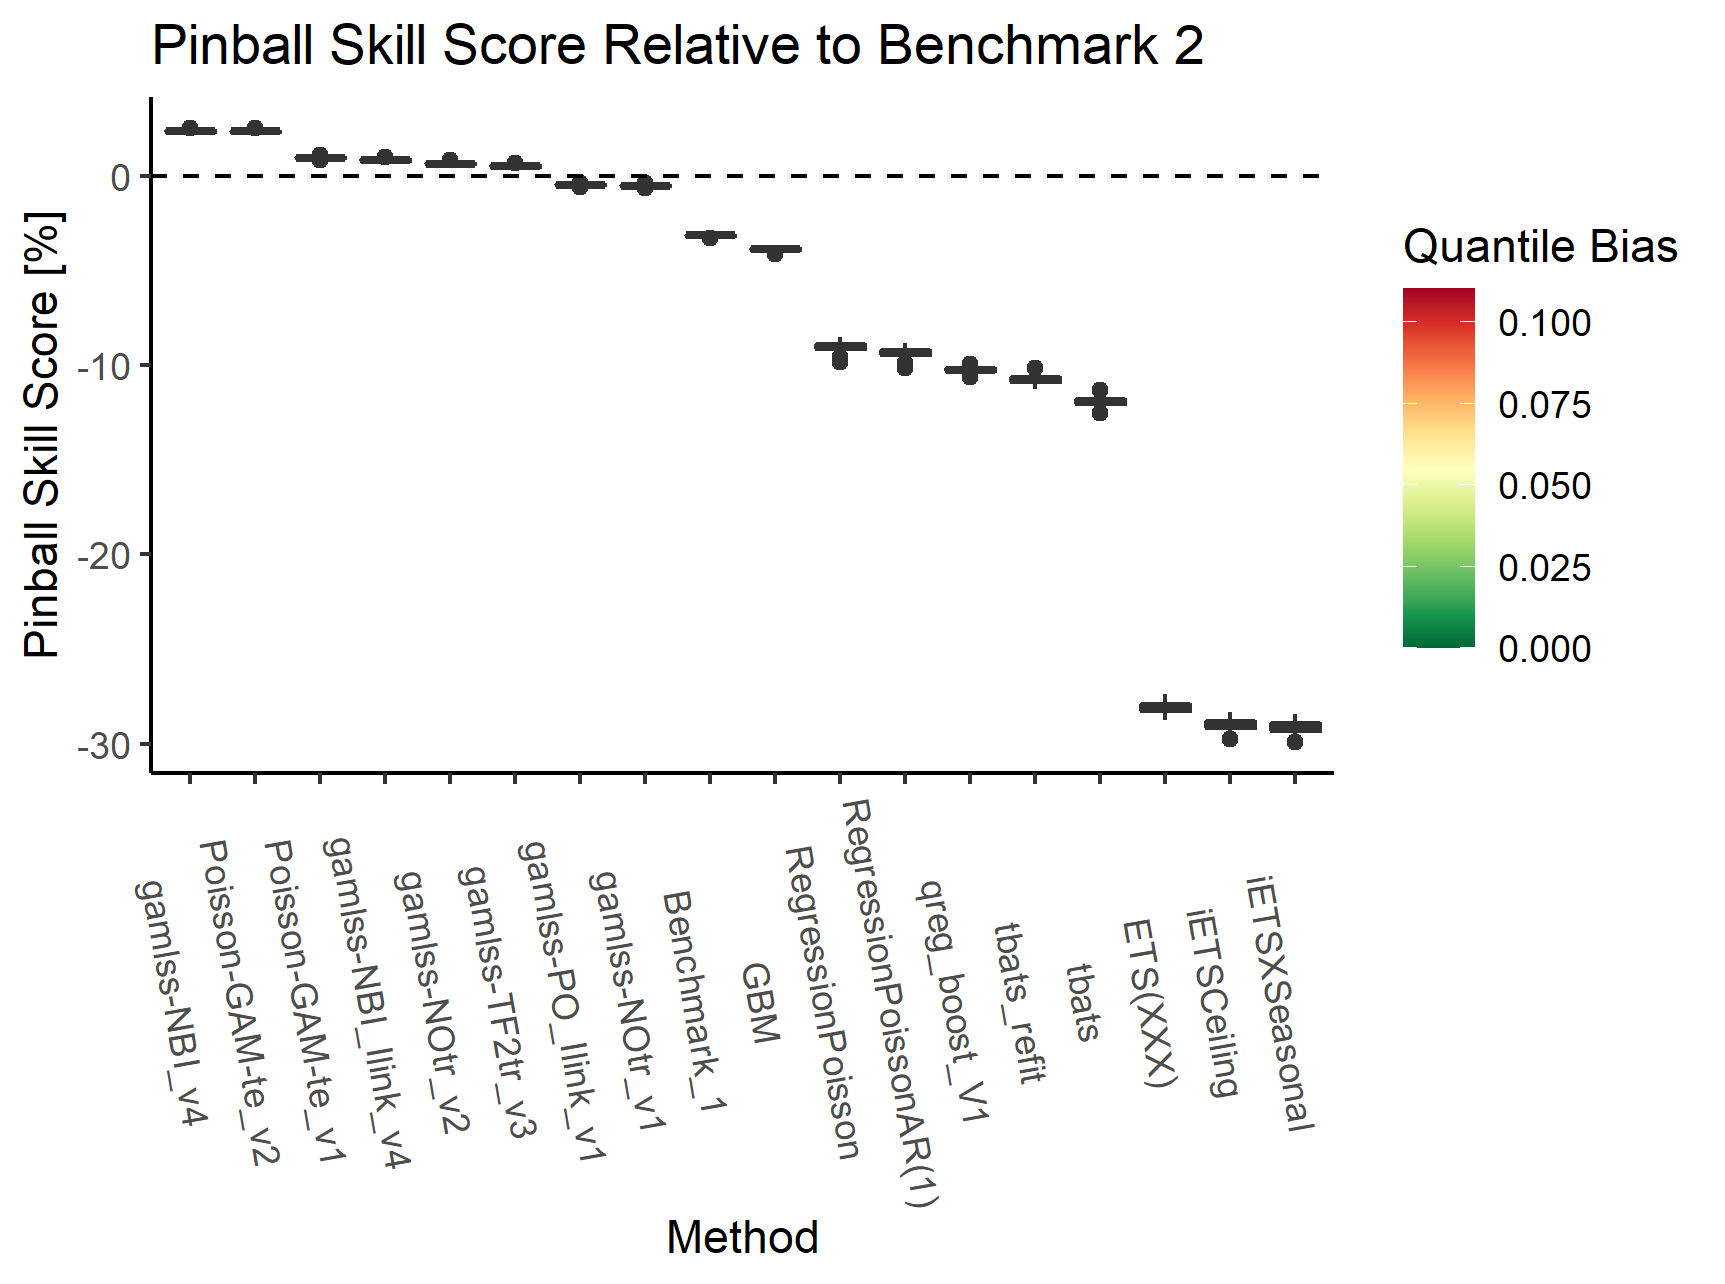 Pinball Skill Score Relative to Benchmark 2
Pinball Skill Score [%]
0
-10
-20
-30
gamlss-NBI_v4
Poisson-GAM-te_v2
Poisson-GAM-te_v1
gamlss-NBI_llink_v4
gamlss-NOtr_v2
gamlss-TF2tr_v3
gamlss-PO_llink_v1
gamlss-NOtr_v1
Benchmark_1
GBM
RegressionPoisson
RegressionPoissonAR(1)
qreg_boost_V1
tbats_refit
tbats
ETS(XXX)
iETSCeiling
iETSXSeasonal
Method
Quantile Bias
0.100
0.075
0.050
0.025
0.000